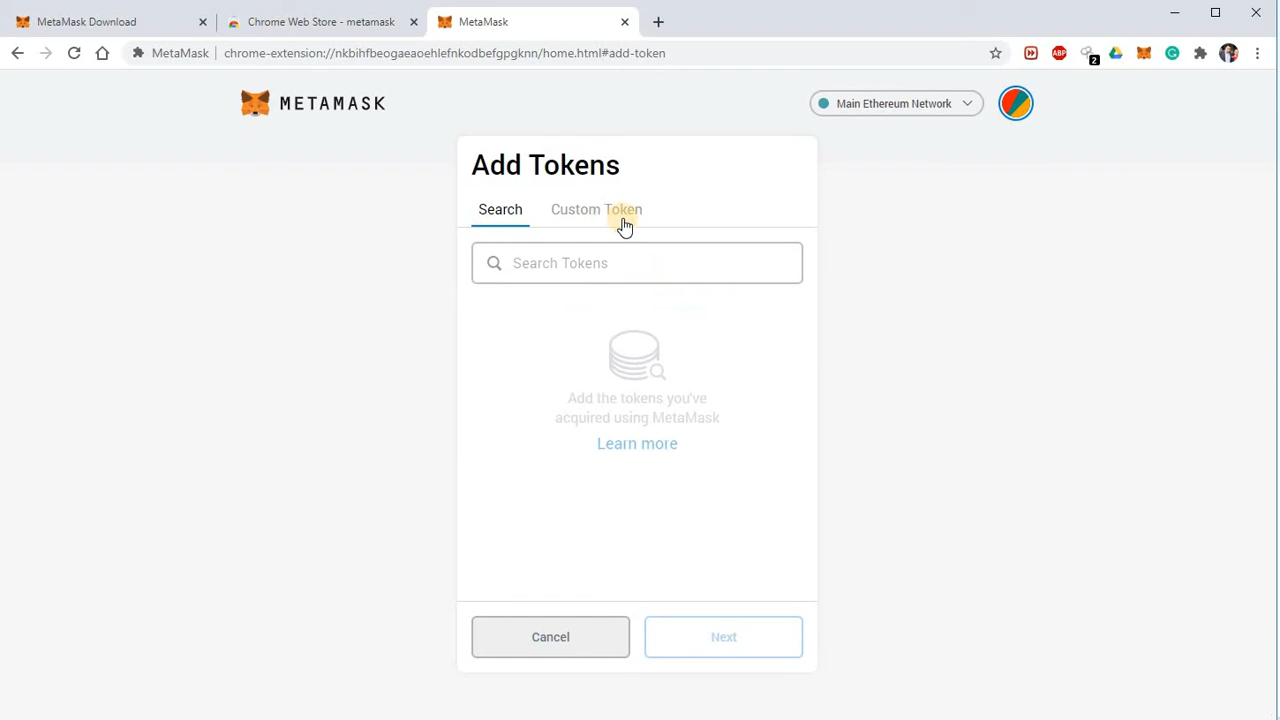 MetaMask Download
Chrome Web Store - metamask
MetaMask
MetaMask
chrome-extension://nkbihfbeogaeaoehlefnkodbefgpgknn/home.html#add-token
ABP
2
METAMASK
Main Ethereum Network
Add Tokens
Search
Custom Token
Search Tokens
Add the tokens you've
acquired using MetaMask
Learn more
Cancel
Next